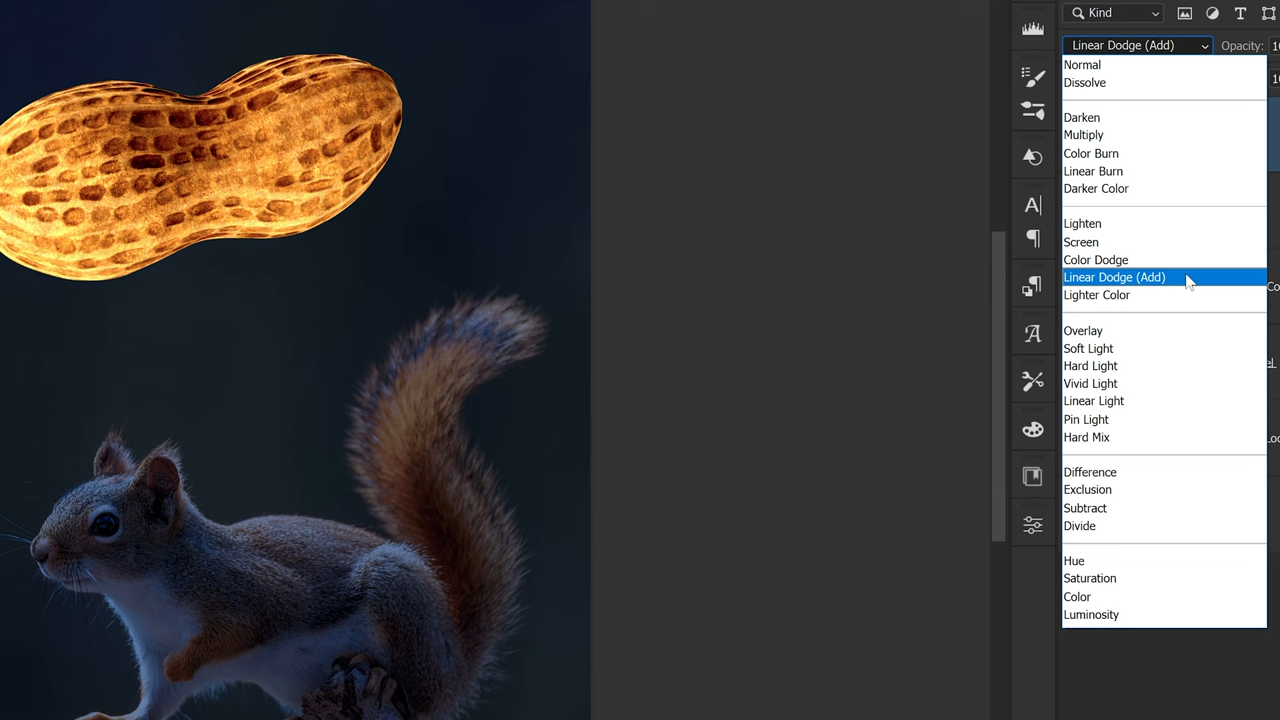 Kind
Linear Dodge (Add)
Opacity:
Normal
Dissolve
Darken
Multiply
Color Burn
Linear Burn
Darker Color
Lighten
Screen
Color Dodge
Linear Dodge (Add)
Lighter Color
Overlay
Soft Light
Hard Light
Vivid Light
Linear Light
Pin Light
Hard Mix
Difference
Exclusion
Subtract
Divide
Hue
Saturation
Color
Luminosity